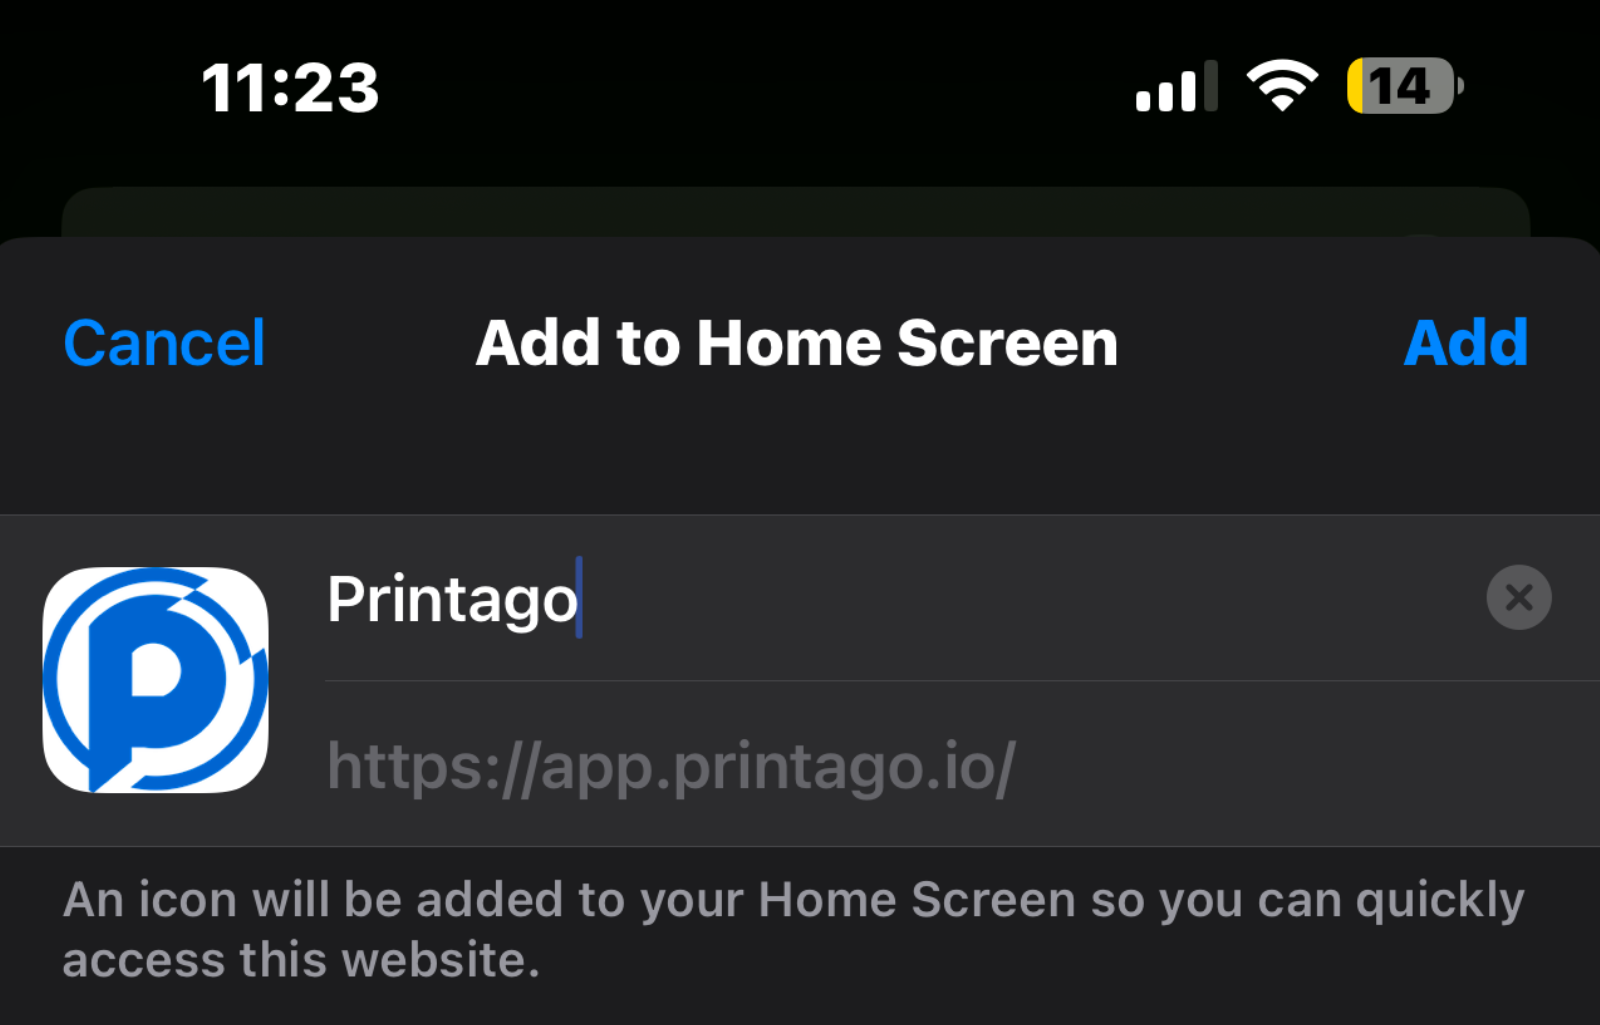 11:23
14
Cancel
Add to Home Screen
Add
Printago
https://app.printago.io/
An icon will be added to your Home Screen so you can quickly
access this website.